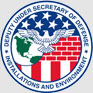 DEPUTY UNDER SECRETARY OF DEFENSE
INSTALLATIONS AND ENVIRONMENT